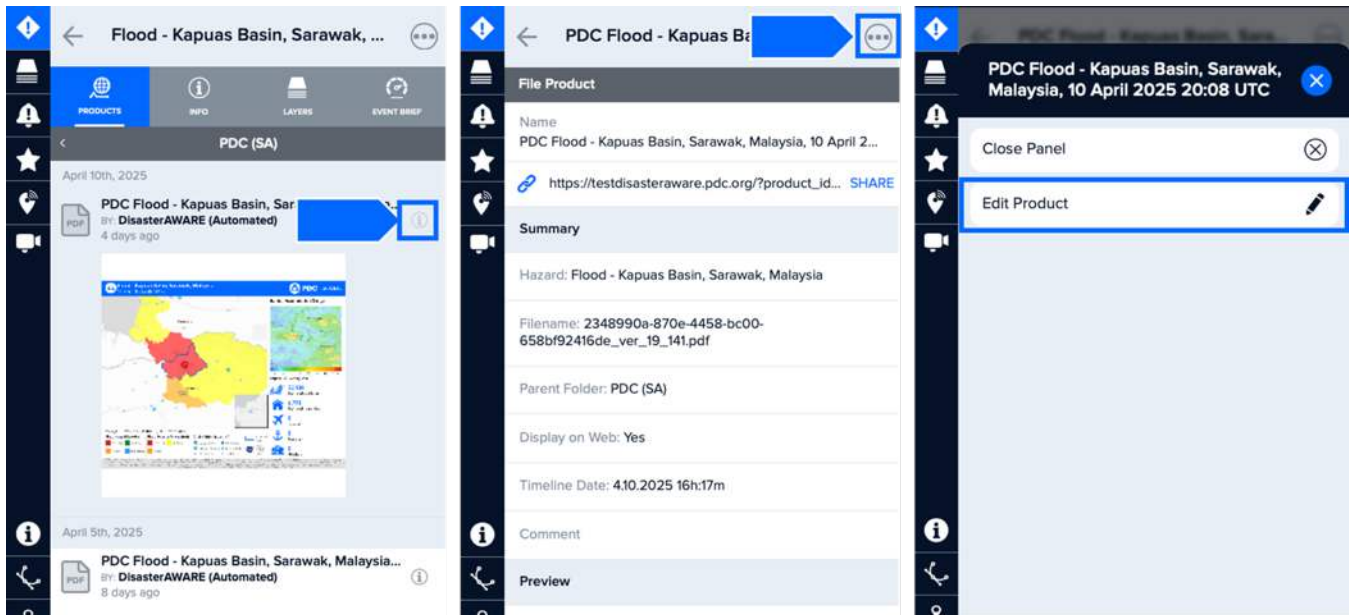 Flood - Kapuas Basin, Sarawak, ...
PRODUCTS
INFO
LAYERS
EVENT BRIEF
PDC (SA)
April 10th, 2025
PDC Flood - Kapuas Basin, Sar
BY: DisasterAWARE (Automated)
4 days ago
PDF
PDC
April 5th, 2025
PDC Flood - Kapuas Basin, Sarawak, Malaysia...
BY: DisasterAWARE (Automated)
8 days ago
PDF
PDC Flood - Kapuas Ba
File Product
Name
PDC Flood - Kapuas Basin, Sarawak, Malaysia, 10 April 2...
https://testdisasteraware.pdc.org/?product_id... SHARE
Summary
Hazard: Flood - Kapuas Basin, Sarawak, Malaysia
Filename: 2348990a-870e-4458-bc00-
658bf92416de_ver_19_141.pdf
Parent Folder: PDC (SA)
Display on Web: Yes
Timeline Date: 4.10.2025 16h:17m
Comment
Preview
PDC Flood - Kapuas Basin, Sarawak,
Malaysia, 10 April 2025 20:08 UTC
Close Panel
Edit Product